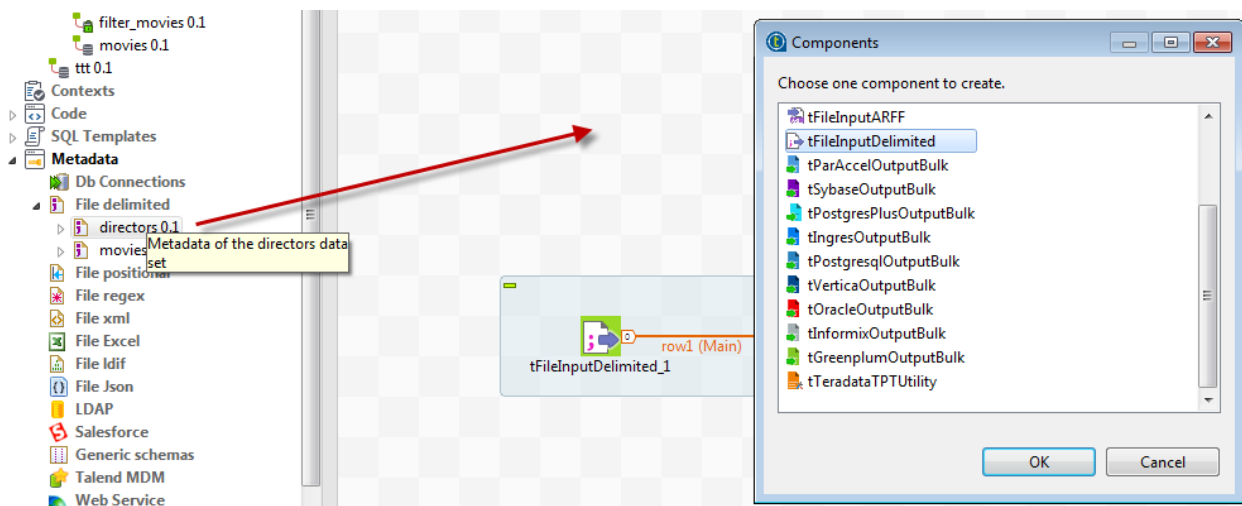 filter_movies 0.1
movies 0.1
ttt 0.1
Contexts
Code
SQL Templates
Metadata
Db Connections
File delimited
directors 0.1
movies
Metadata of the directors data
set
File positional
File regex
File xml
File Excel
File ldif
File Json
LDAP
Salesforce
Generic schemas
Talend MDM
Web Service
row1 (Main)
tFileInputDelimited_1
Components
Choose one component to create.
tFileInputARFF
tFileInputDelimited
tParAccelOutputBulk
tSybaseOutputBulk
tPostgresPlusOutputBulk
tIngresOutputBulk
tPostgresqlOutputBulk
tVerticaOutputBulk
tOracleOutputBulk
tInformixOutputBulk
tGreenplumOutputBulk
tTeradataTPTUtility
OK Cancel